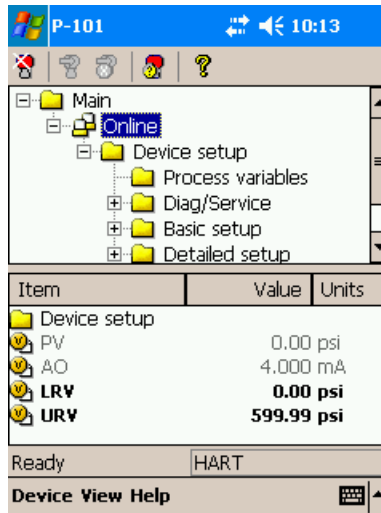 P-101 10:13
Main
Online
Device setup
Process variables
Diag/Service
Basic setup
Detailed setup
Item Value Units
Device setup
PV 0.00 psi
AO 4.000 mA
LRV 0.00 psi
URV 599.99 psi
Ready HART
Device View Help